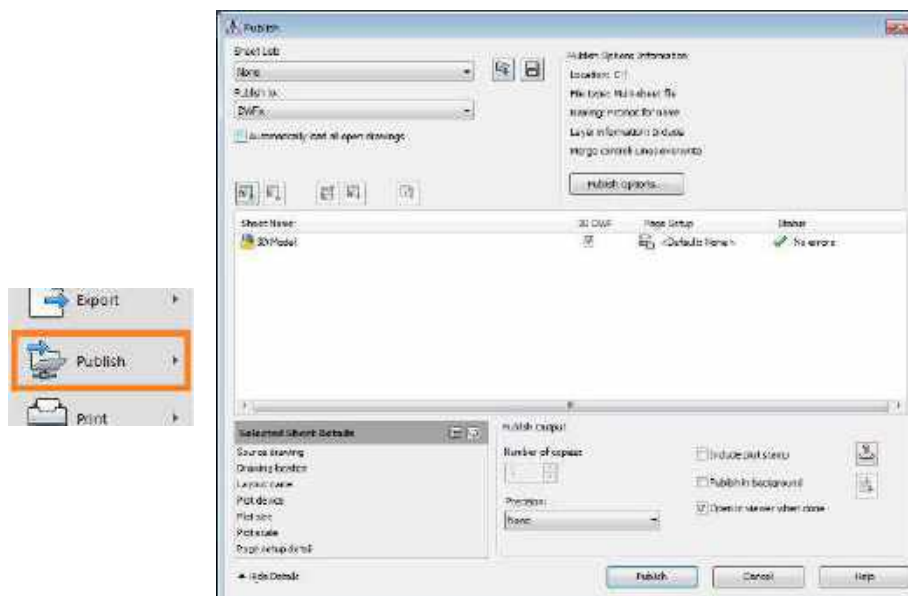 Export
Publish
Print
Publish
Sheet List:
None
Publish to:
DWFx
Automatically load all open drawings
Publish Options Information
Location: C:\
File type: Multi-sheet file
Naming: Prompt for name
Layer information: Include
Publish Options...
Sheet Name
3D DWF
Page Setup
Status
3D Model
<Default: None>
No errors
Selected Sheet Details
Source drawing
Drawing location
Layout name
Plot device
Plot size
Plot scale
Page setup detail
Hide Details
Publish Output
Number of copies:
Precision:
None
Include plot stamp
Publish in background
Open in viewer when done
Publish
Cancel
Help